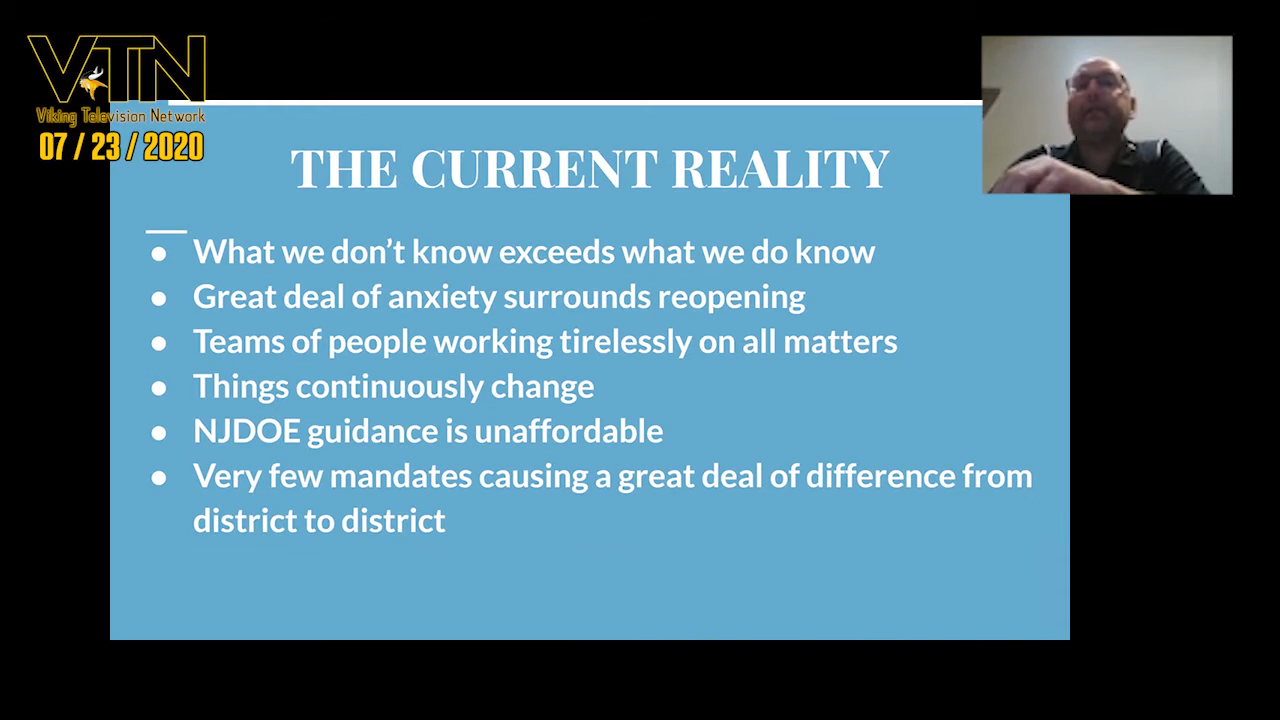 VTN
Viking Television Network
07 / 23 / 2020
THE CURRENT REALITY
● What we don't know exceeds what we do know
● Great deal of anxiety surrounds reopening
● Teams of people working tirelessly on all matters
● Things continuously change
● NJDOE guidance is unaffordable
● Very few mandates causing a great deal of difference from
district to district